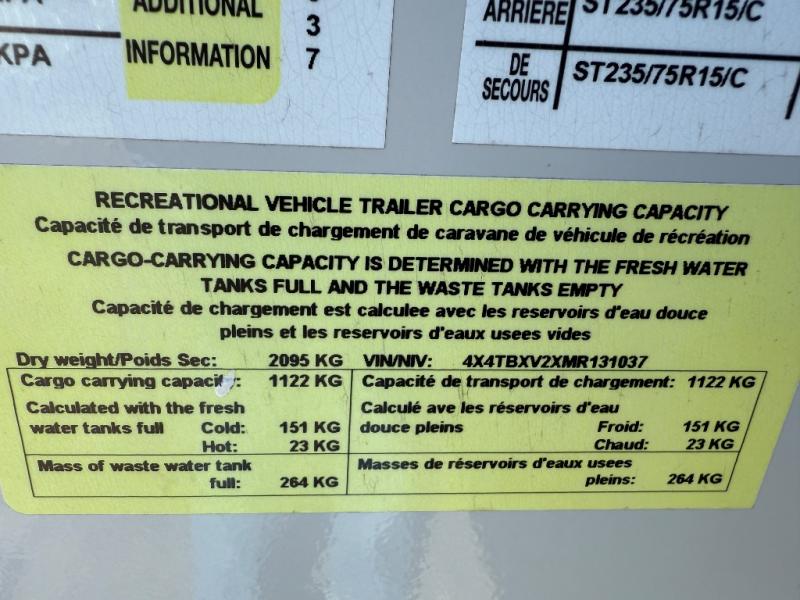 ADDITIONAL
3
KPA
INFORMATION
7
ARRIERE
ST235/75R15/C
DE
SECOURS
ST235/75R15/C
RECREATIONAL VEHICLE TRAILER CARGO CARRYING CAPACITY
Capacité de transport de chargement de caravane de véhicule de récréation
CARGO-CARRYING CAPACITY IS DETERMINED WITH THE FRESH WATER
TANKS FULL AND THE WASTE TANKS EMPTY
Capacité de chargement est calculee avec les reservoirs d'eau douce
pleins et les reservoirs d'eaux usees vides
Dry weight/Poids Sec: 2095 KG VIN/NIV: 4X4TBXV2XMR131037
Cargo carrying capacity: 1122 KG Capacité de transport de chargement: 1122 KG
Calculated with the fresh Calculé ave les réservoirs d'eau
water tanks full Cold: 151 KG douce pleins Froid: 151 KG
Hot: 23 KG Chaud: 23 KG
Mass of waste water tank Masses de réservoirs d'eaux usees
full: 264 KG pleins: 264 KG